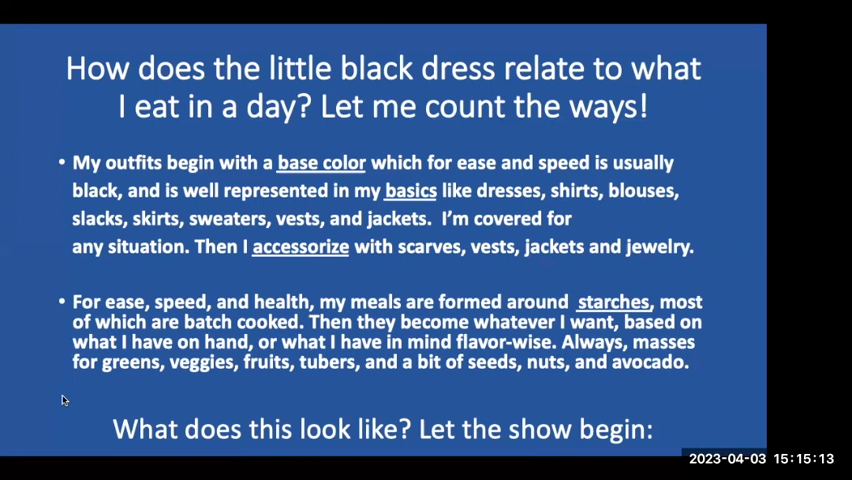 How does the little black dress relate to what
I eat in a day? Let me count the ways!
• My outfits begin with a base color which for ease and speed is usually
black, and is well represented in my basics like dresses, shirts, blouses,
slacks, skirts, sweaters, vests, and jackets. I'm covered for
any situation. Then I accessorize with scarves, vests, jackets and jewelry.
• For ease, speed, and health, my meals are formed around starches, most
of which are batch cooked. Then they become whatever I want, based on
what I have on hand, or what I have in mind flavor-wise. Always, masses
for greens, veggies, fruits, tubers, and a bit of seeds, nuts, and avocado.
What does this look like? Let the show begin:
2023-04-03 15:15:13